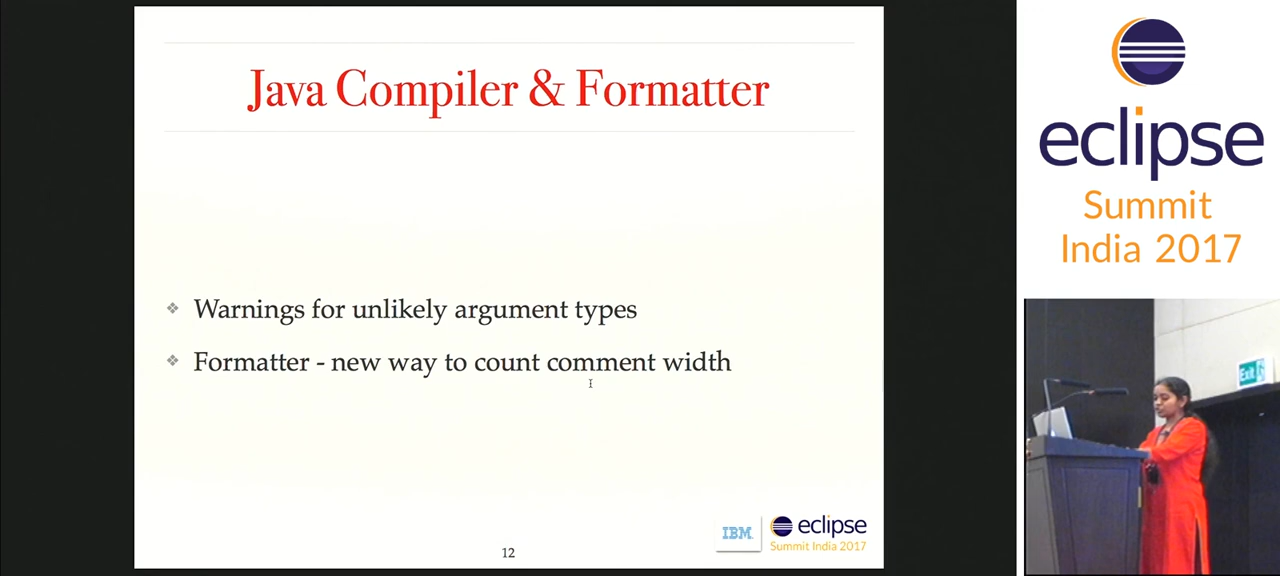 Java Compiler & Formatter
❖ Warnings for unlikely argument types
❖ Formatter - new way to count comment width
IBM
eclipse
Summit India 2017
12
eclipse
Summit
India 2017
Exit